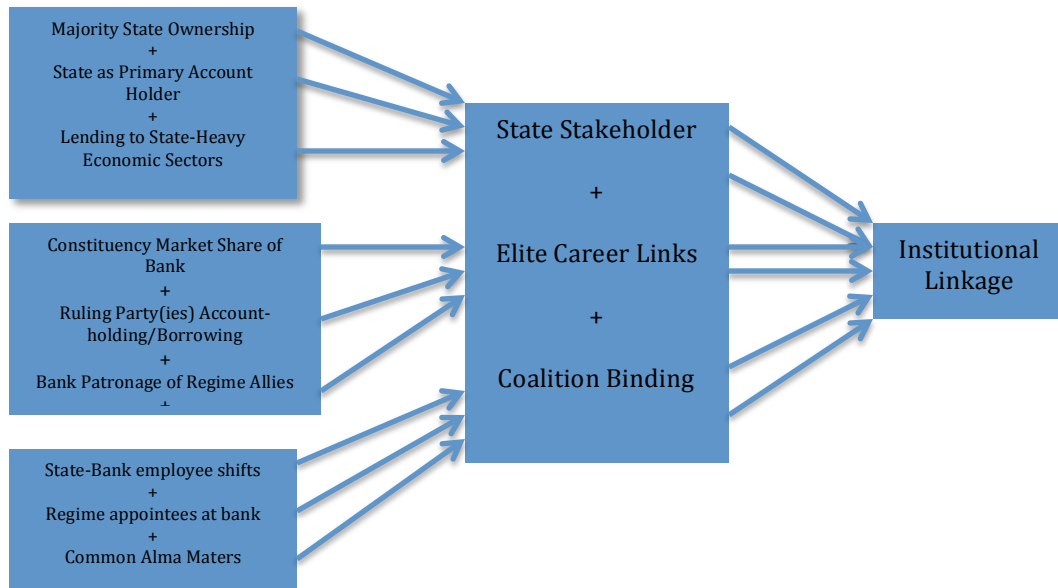 Majority State Ownership
+
State as Primary Account
Holder
+
Lending to State-Heavy
Economic Sectors
Constituency Market Share of
Bank
+
Ruling Party(ies) Account-
holding/Borrowing
+
Bank Patronage of Regime Allies
+
State-Bank employee shifts
+
Regime appointees at bank
+
Common Alma Maters
State Stakeholder
+
Elite Career Links
+
Coalition Binding
Institutional
Linkage